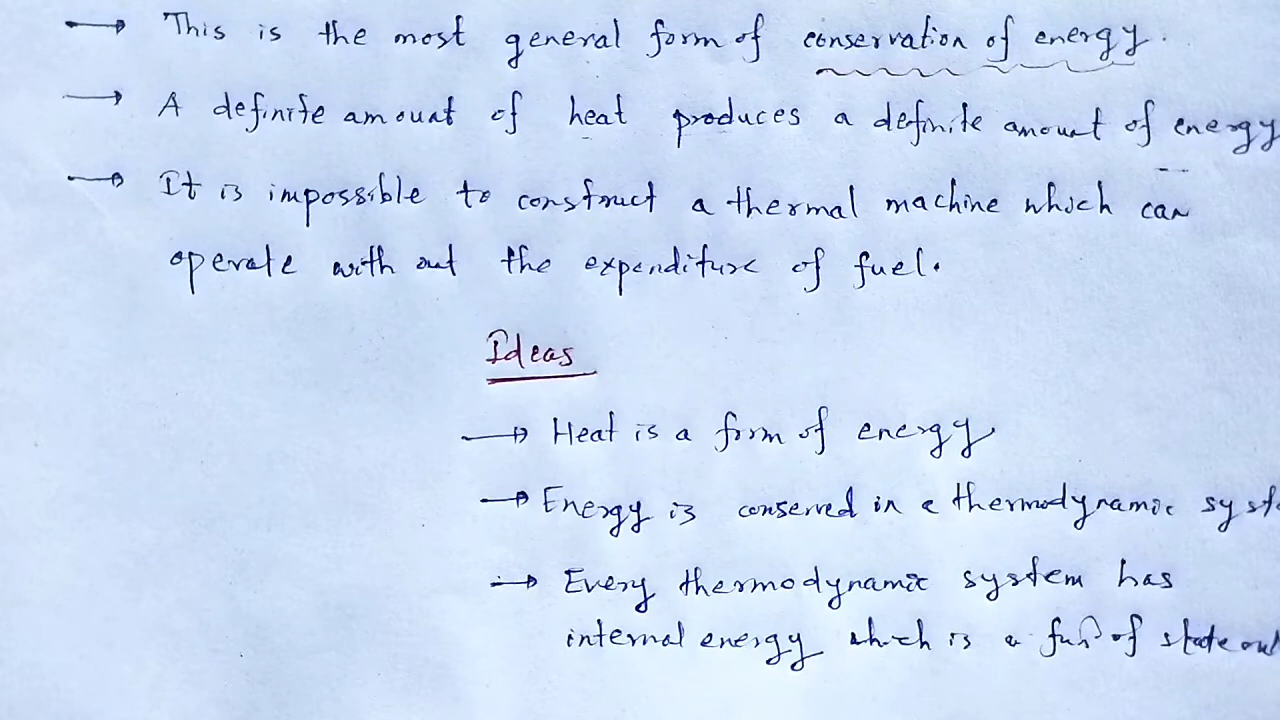 → This is the most general form of conservation of energy.
→ A definite amount of heat produces a definite amount of energy
→ It is impossible to construct a thermal machine which can
operate with out the expenditure of fuel.
Ideas
→ Heat is a form of energy
→ Energy is conserved in a thermodynamic syst
→ Every thermodynamic system has
internal energy which is a fun of state